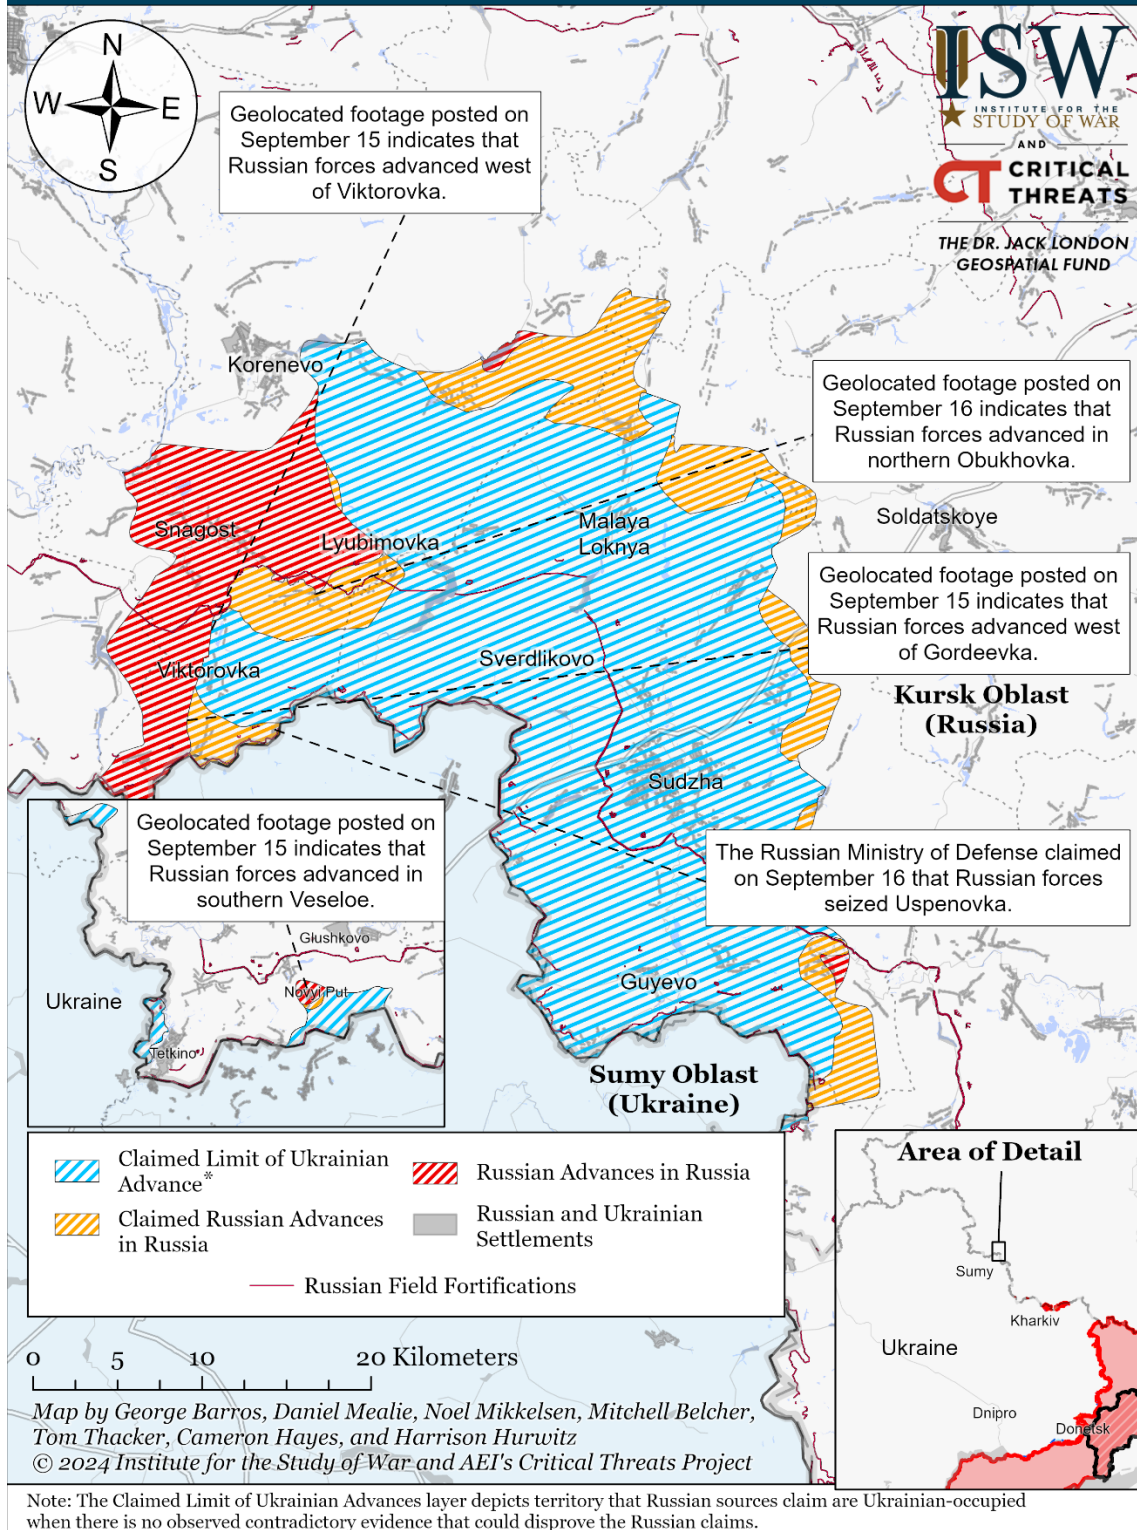 N
W
E
S
ISW
INSTITUTE FOR THE
STUDY OF WAR
AND
CT CRITICAL
THREATS
THE DR. JACK LONDON
GEOSPATIAL FUND
Geolocated footage posted on
September 15 indicates that
Russian forces advanced west
of Viktorovka.
Korenevo
Geolocated footage posted on
September 16 indicates that
Russian forces advanced in
northern Obukhovka.
Snagost
Lyubimovka
Malaya
Loknya
Soldatskoye
Geolocated footage posted on
September 15 indicates that
Russian forces advanced west
of Gordeevka.
Viktorovka
Sverdlikovo
Kursk Oblast
(Russia)
Sudzha
Geolocated footage posted on
September 15 indicates that
Russian forces advanced in
southern Veseloe.
The Russian Ministry of Defense claimed
on September 16 that Russian forces
seized Uspenovka.
Glushkovo
Novyi Put
Ukraine
Tetkino
Guyevo
Sumy Oblast
(Ukraine)
Claimed Limit of Ukrainian
Advance*
Russian Advances in Russia
Claimed Russian Advances
in Russia
Russian and Ukrainian
Settlements
Russian Field Fortifications
Area of Detail
Sumy
Kharkiv
Ukraine
Dnipro
Donetsk
0 5 10 20 Kilometers
Map by George Barros, Daniel Mealie, Noel Mikkelsen, Mitchell Belcher,
Tom Thacker, Cameron Hayes, and Harrison Hurwitz
© 2024 Institute for the Study of War and AEI's Critical Threats Project
Note: The Claimed Limit of Ukrainian Advances layer depicts territory that Russian sources claim are Ukrainian-occupied
when there is no observed contradictory evidence that could disprove the Russian claims.